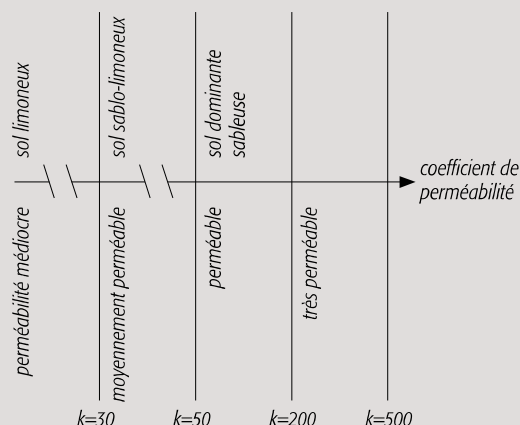 sol limoneux
sol sablo-limoneux
sol dominante
sableuse
coefficient de
perméabilité
perméabilité médiocre
moyennement perméable
perméable
très perméable
k=30
k=50
k=200
k=500